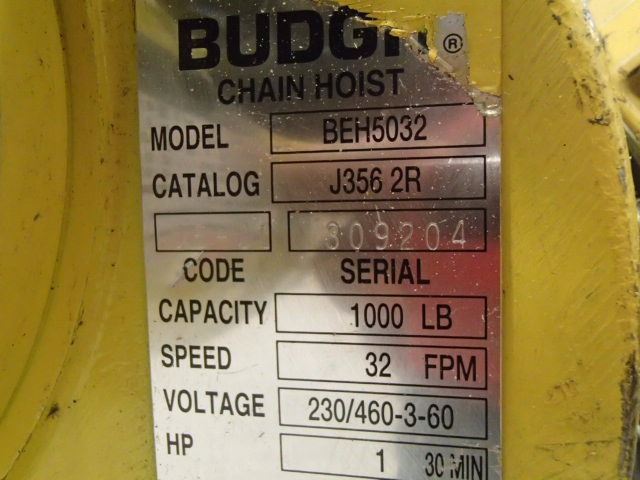 BUDGI ®
CHAIN HOIST
MODEL BEH5032
CATALOG J356 2R
309204
CODE SERIAL
CAPACITY 1000 LB
SPEED 32 FPM
VOLTAGE 230/460-3-60
HP 1 30 MIN